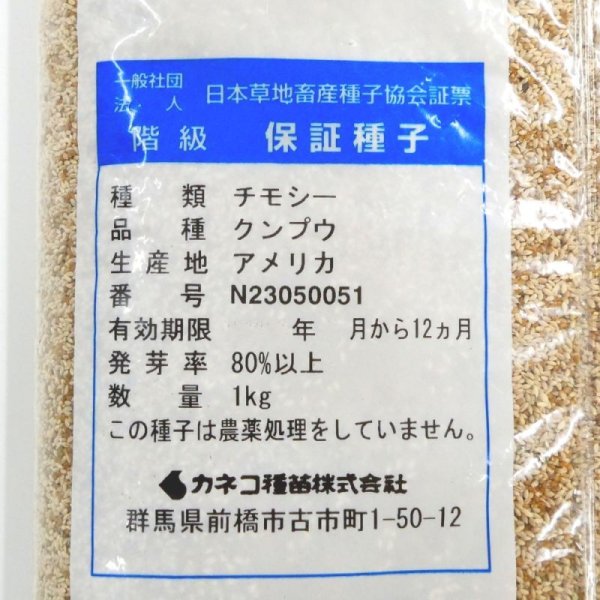 一般社団法人 日本草地畜産種子協会証票
階級 保証種子
種類 チモシー
品種 クンプウ
生産地 アメリカ
番号 N23050051
有効期限 年 月から12ヵ月
発芽率 80%以上
数量 1kg
この種子は農薬処理をしていません。
カネコ種苗株式会社
群馬県前橋市古市町1-50-12